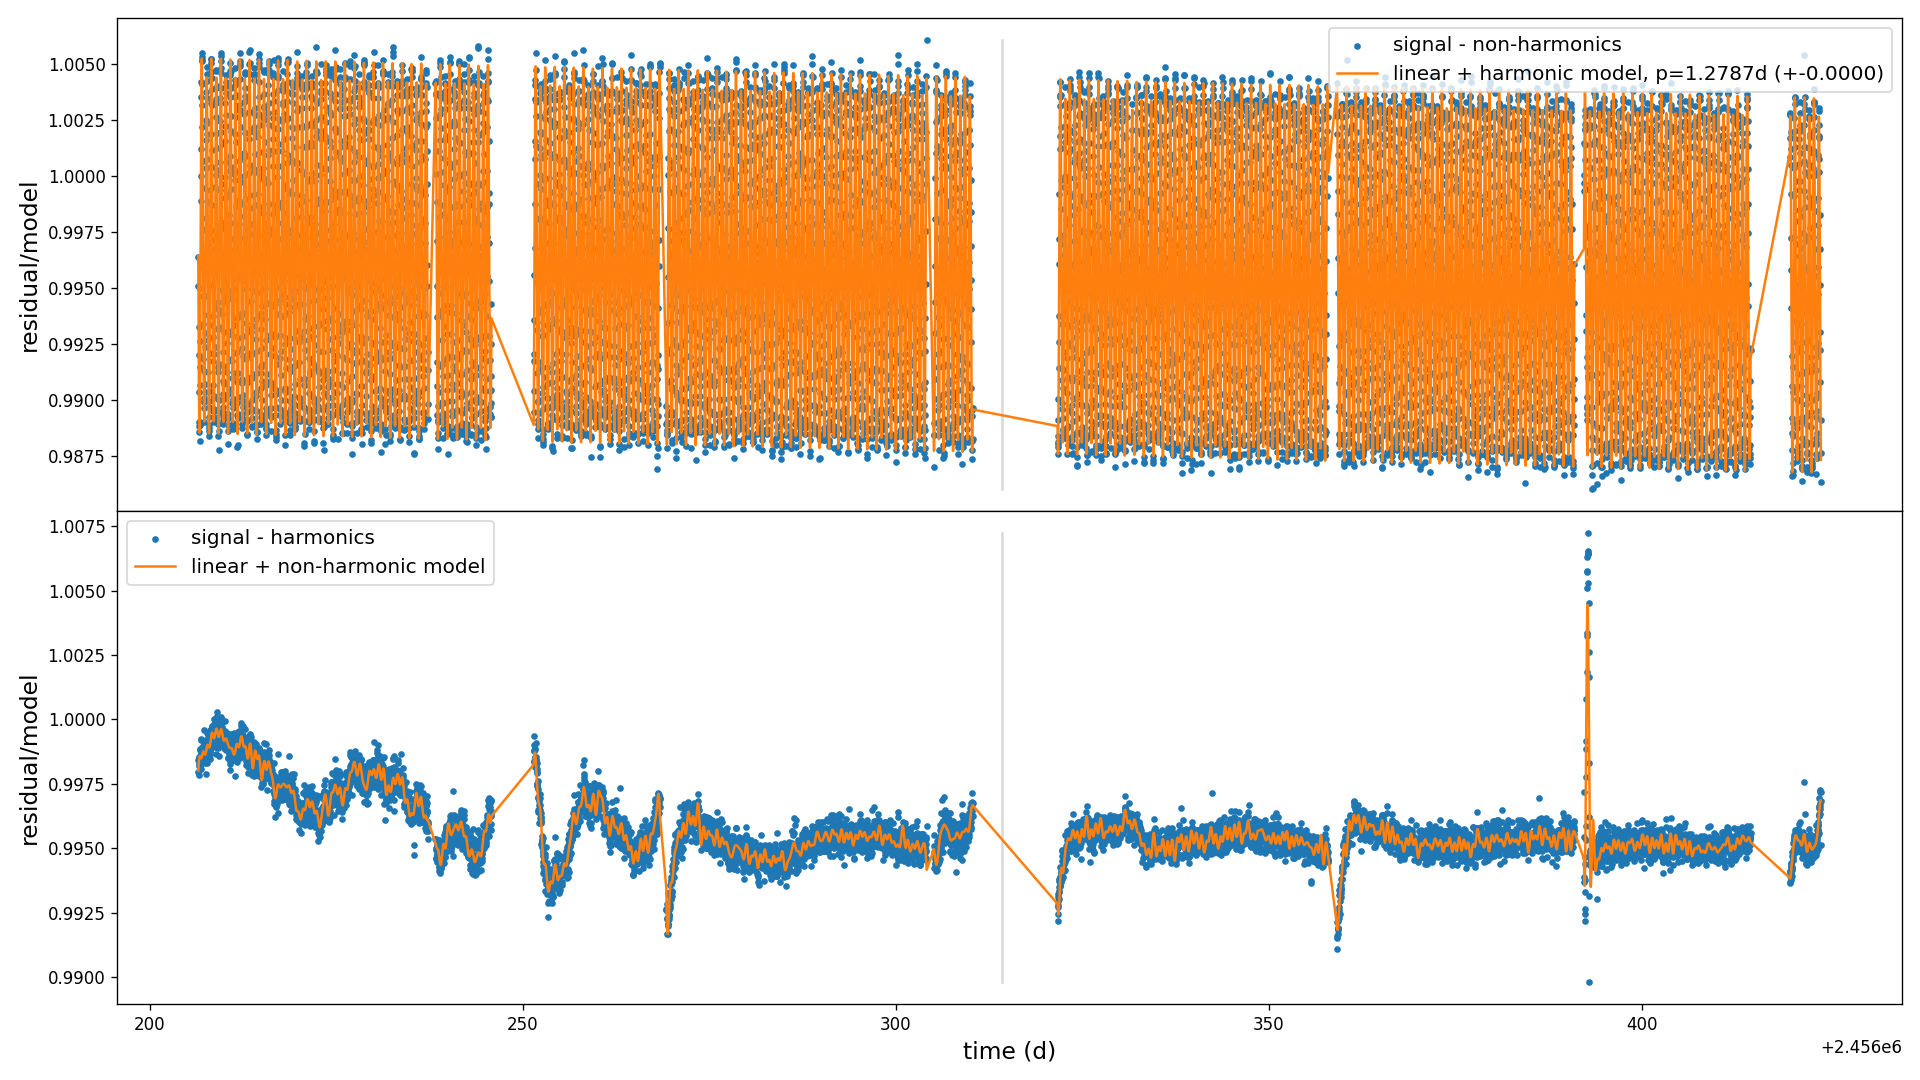 signal - non-harmonics
linear + harmonic model, p=1.2787d (+-0.0000)
1.0050
1.0025
1.0000
0.9975
0.9950
0.9925
0.9900
0.9875
residual/model
signal - harmonics
linear + non-harmonic model
1.0075
1.0050
1.0025
1.0000
0.9975
0.9950
0.9925
0.9900
residual/model
200 250 300 350 400
time (d)
+2.456e6